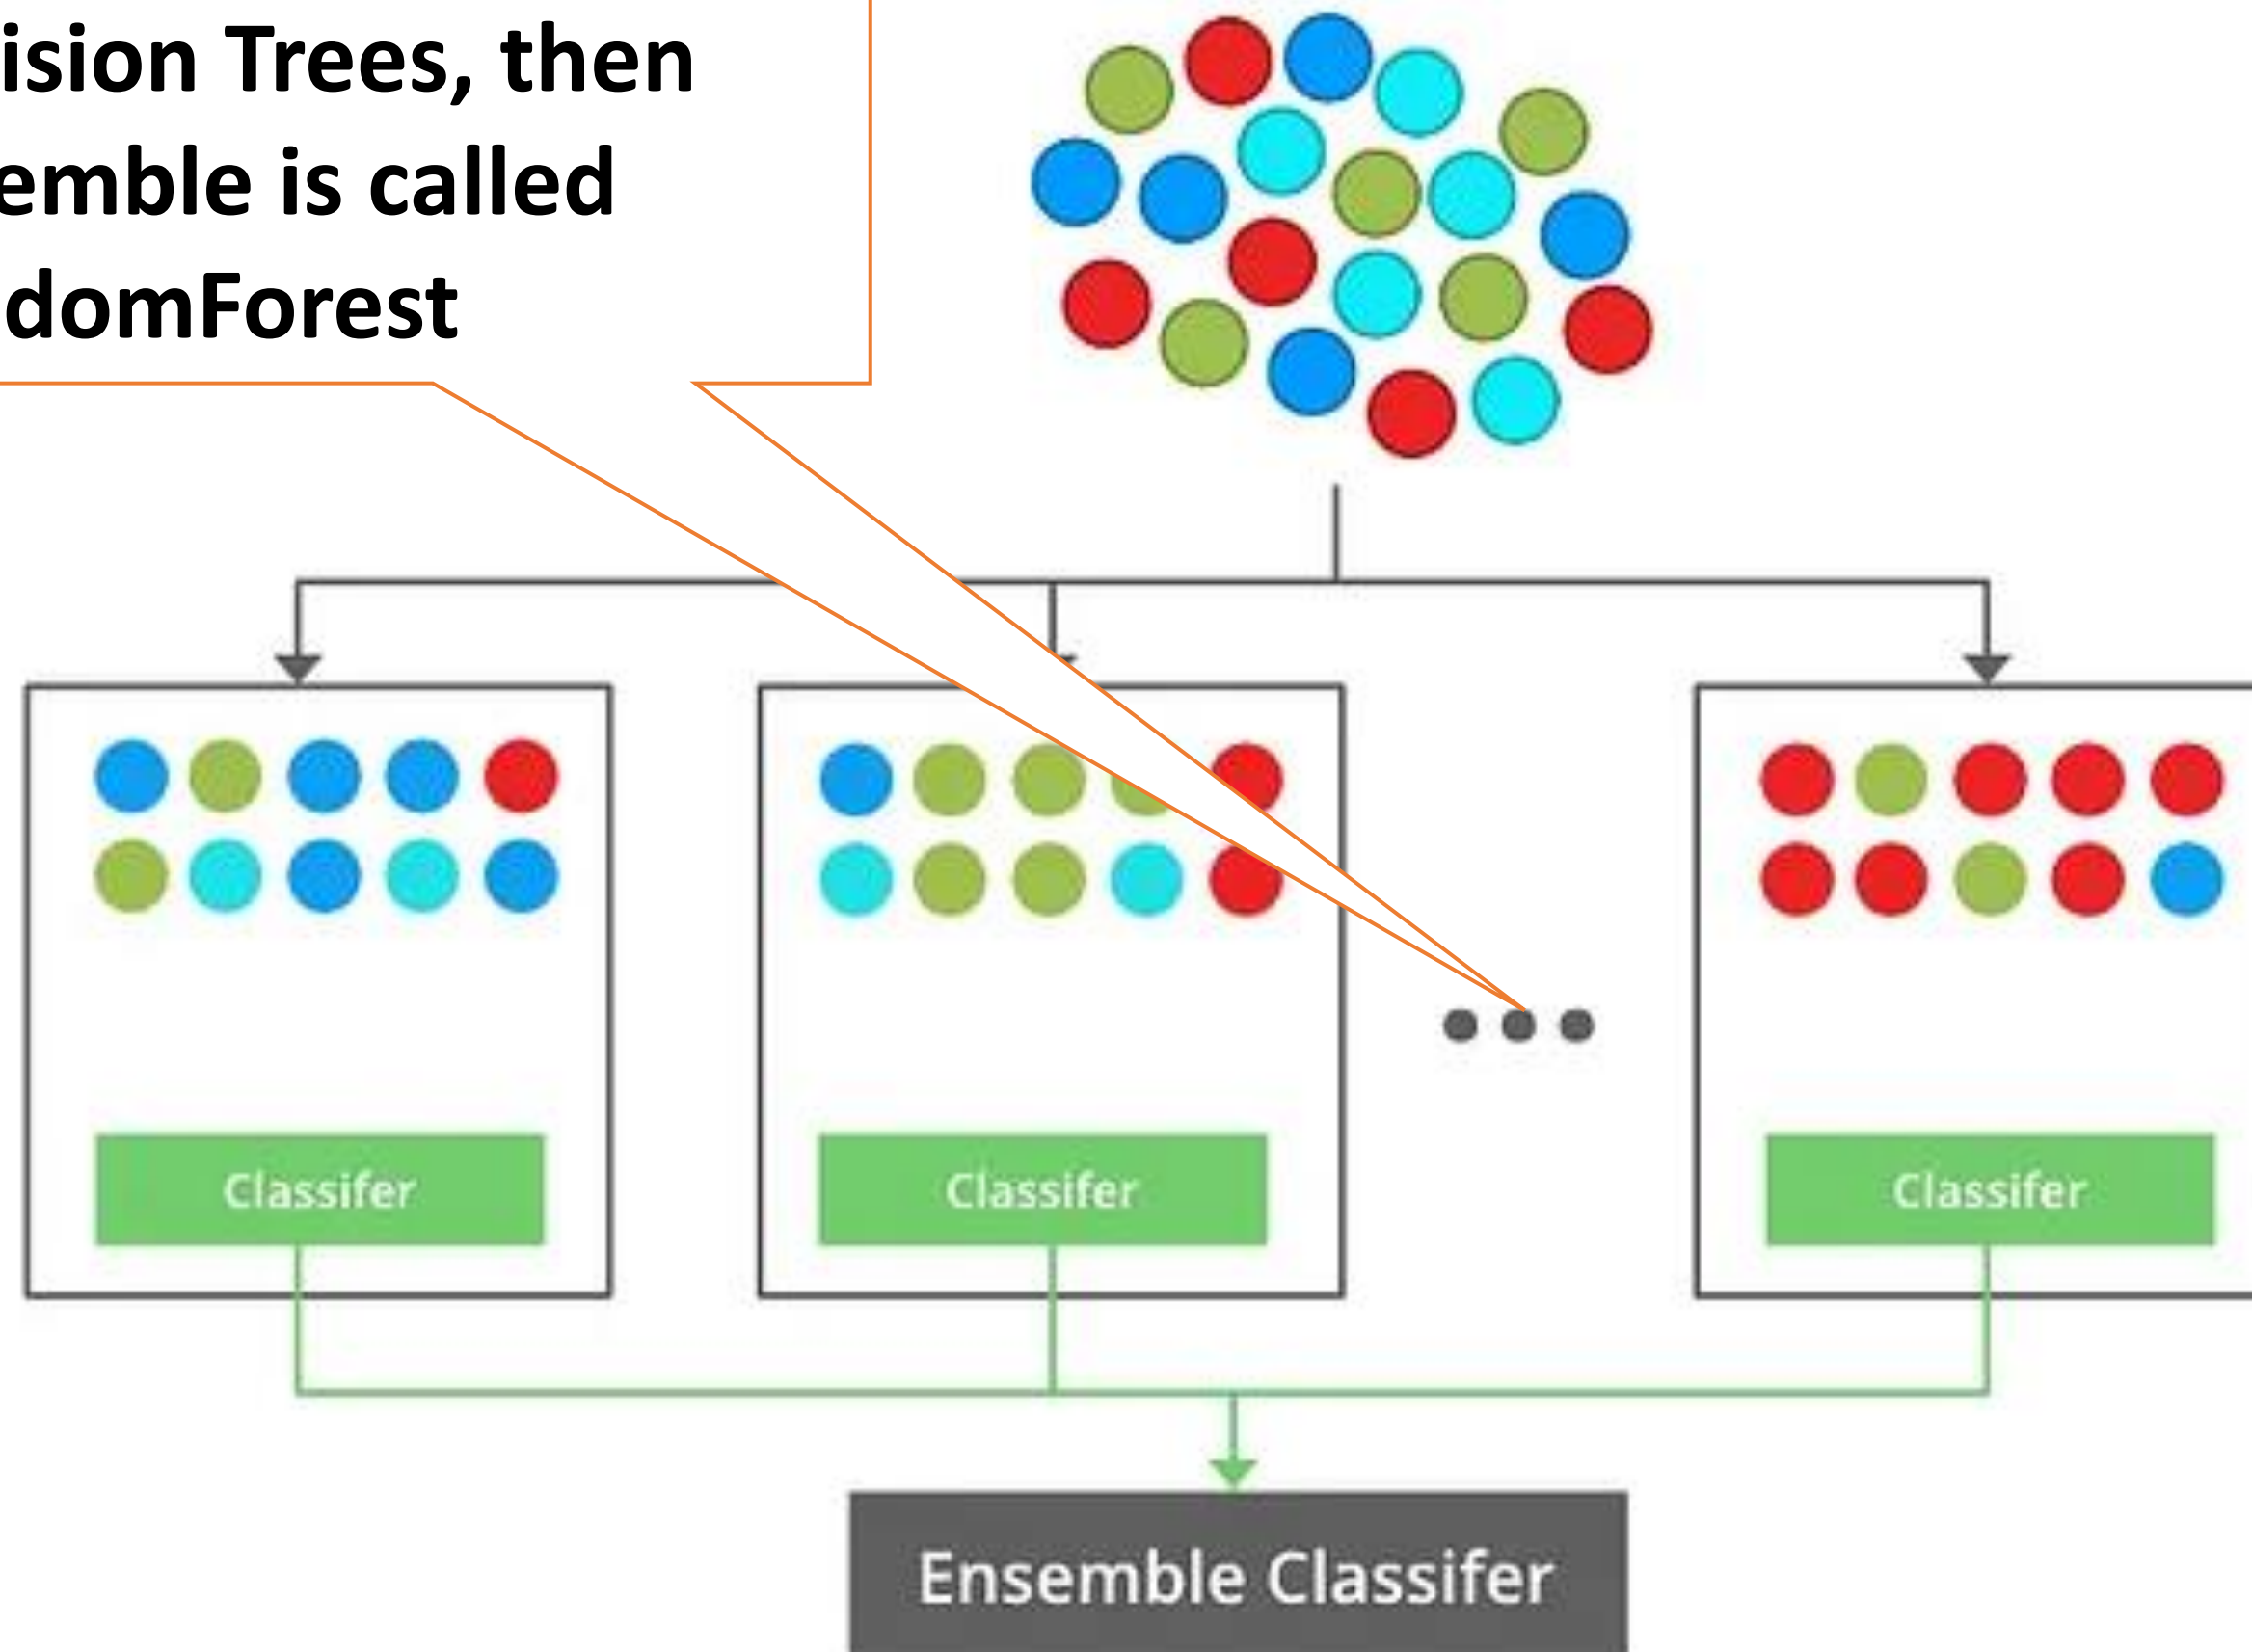 ision Trees, then
emble is called
domForest
Classifer
Classifer
Classifer
Ensemble Classifer